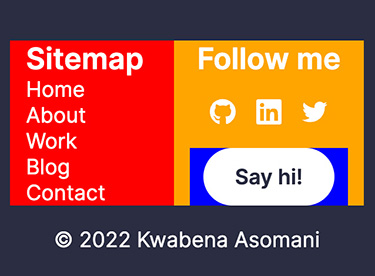 Sitemap
Home
About
Work
Blog
Contact
Follow me
Say hi!
© 2022 Kwabena Asomani